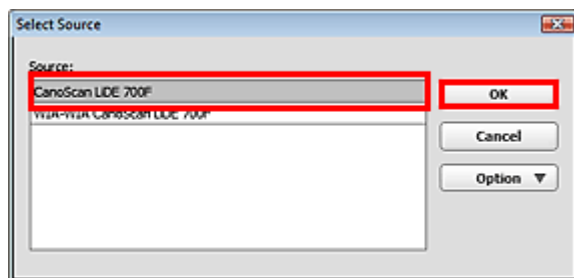 Select Source
Source:
CanoScan LiDE 700F
OK
WIA-WIA CanoScan LiDE 700F
Cancel
Option